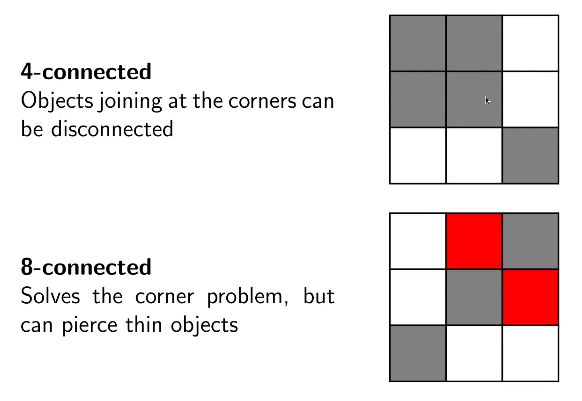 4-connected
Objects joining at the corners can
be disconnected
8-connected
Solves the corner problem, but
can pierce thin objects